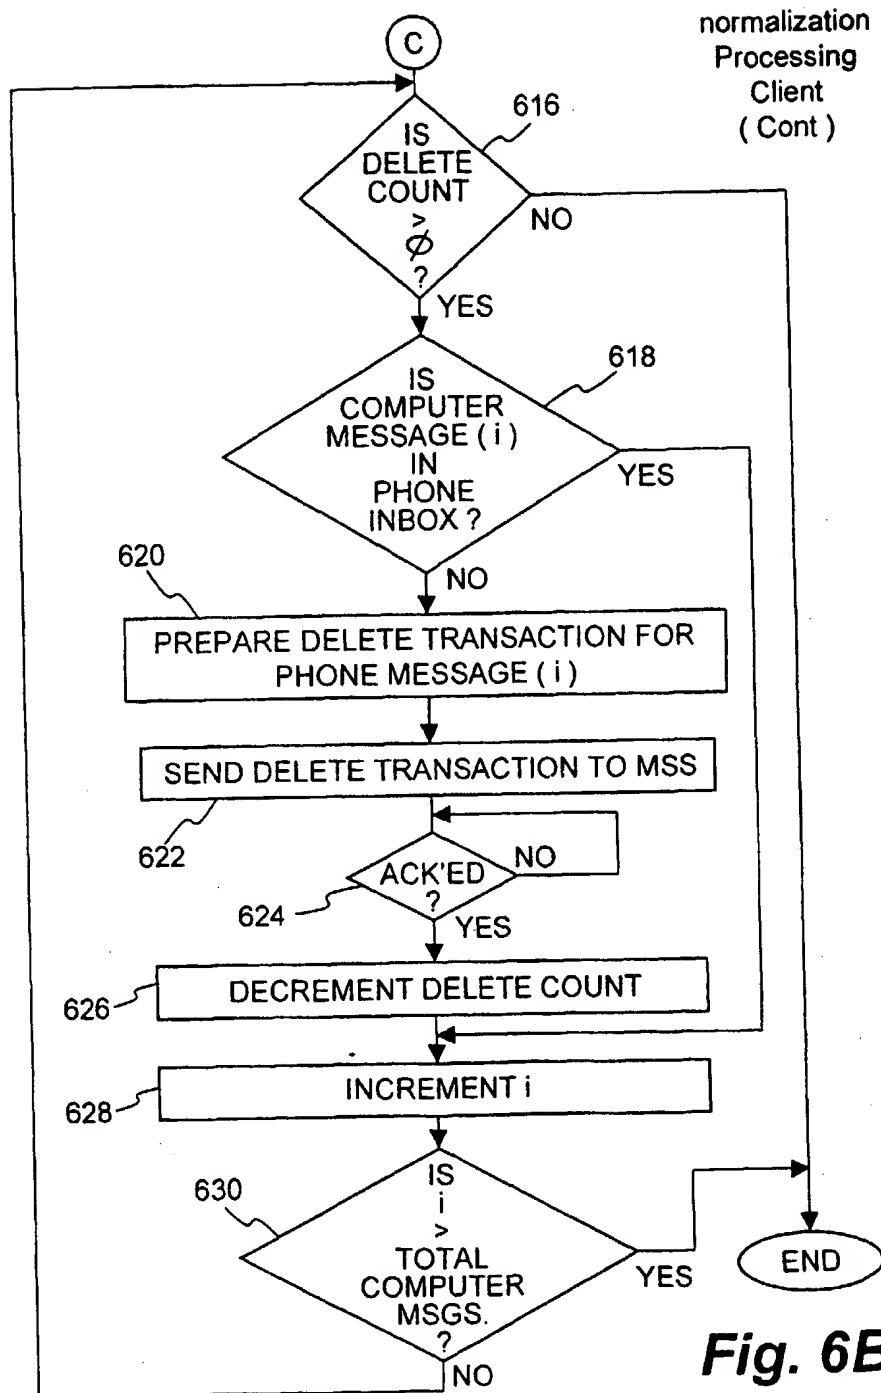 normalization
Processing
Client
( Cont )
C
616
IS
DELETE
COUNT
>
Ø
?
NO
YES
618
IS
COMPUTER
MESSAGE ( i )
IN
PHONE
INBOX ?
YES
NO
620
PREPARE DELETE TRANSACTION FOR
PHONE MESSAGE ( i )
SEND DELETE TRANSACTION TO MSS
622
ACK'ED
?
NO
624
YES
DECREMENT DELETE COUNT
626
INCREMENT i
628
630
IS
i
>
TOTAL
COMPUTER
MSGS.
?
YES
END
NO
Fig. 6B